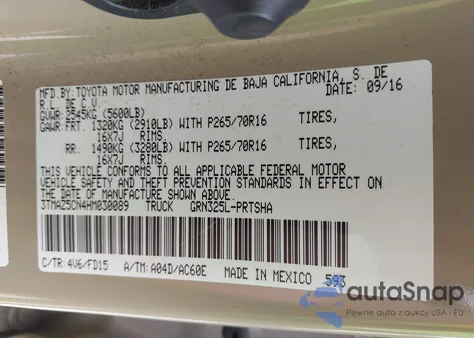 MFD.BY:TOYOTA MOTOR MANUFACTURING DE BAJA CALIFORNIA, S. DE
R.L. DE C.V. DATE: 09/16
GVWR: 2545KG (5600LB)
GAWR:FRT. 1320KG (2910LB) WITH P265/70R16 TIRES,
16X7J RIMS.
RR. 1490KG (3280LB) WITH P265/70R16 TIRES,
16X7J RIMS.
THIS VEHICLE CONFORMS TO ALL APPLICABLE FEDERAL MOTOR
VEHICLE SAFETY AND THEFT PREVENTION STANDARDS IN EFFECT ON
THE DATE OF MANUFACTURE SHOWN ABOVE.
3TMAZ5CN4HM030089 TRUCK GRN325L-PRTSHA
C/TR: 4V6/FD15 A/TM: A04D/AC60E MADE IN MEXICO 593
autoSnap
Pewne auta z aukcji USA i EU